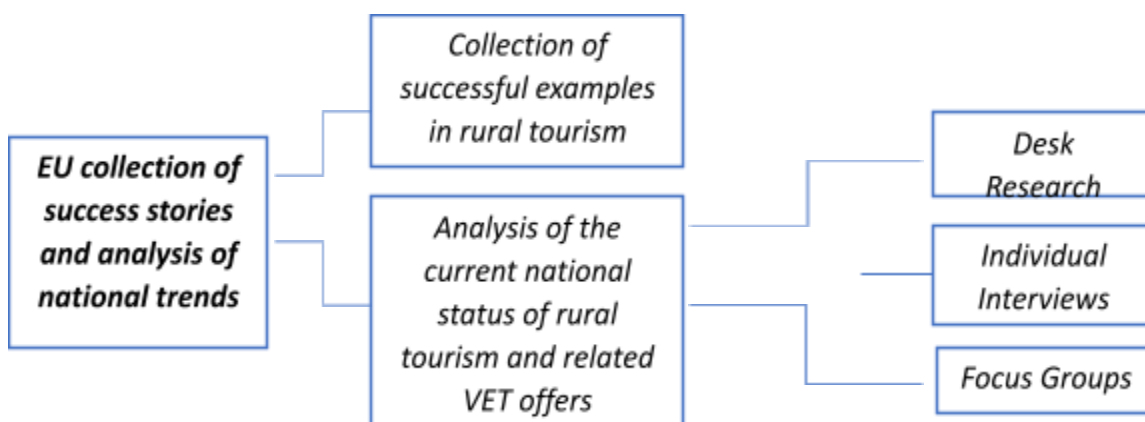 EU collection of
success stories
and analysis of
national trends
Collection of
successful examples
in rural tourism
Analysis of the
current national
status of rural
tourism and related
VET offers
Desk
Research
Individual
Interviews
Focus Groups